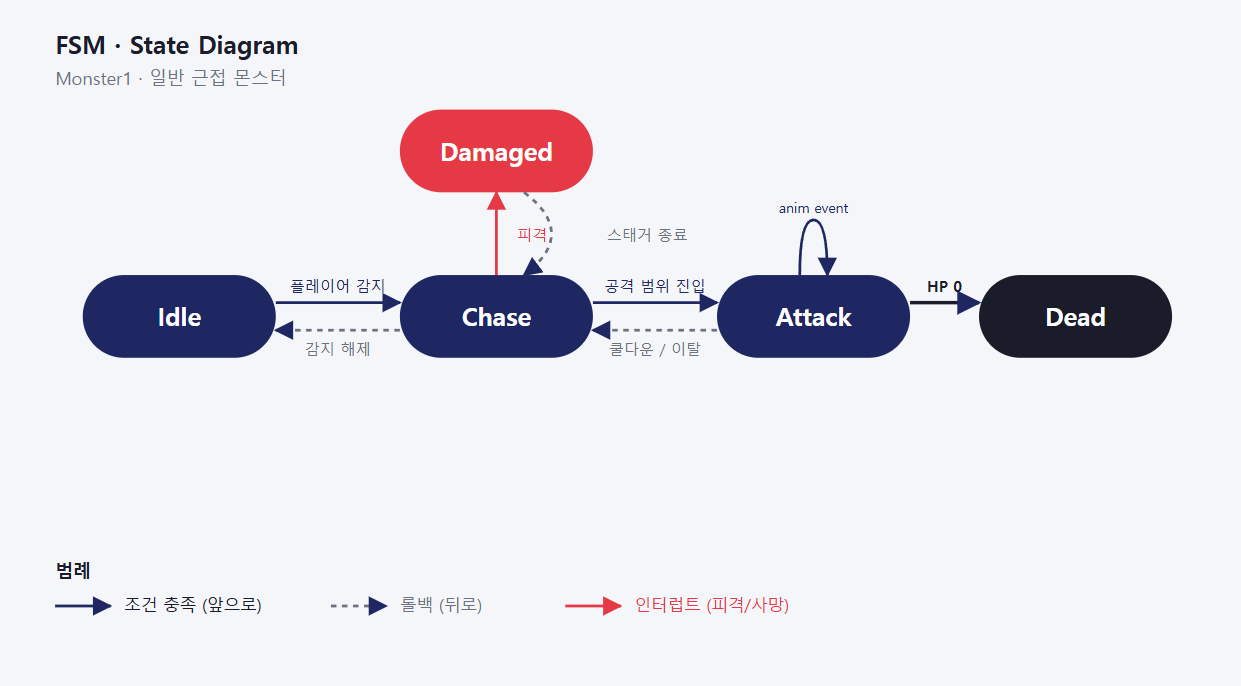 FSM · State Diagram
Monster1 · 일반 근접 몬스터
Damaged
anim event
피격
스태거 종료
플레이어 감지
공격 범위 진입
HP 0
Idle
Chase
Attack
Dead
감지 해제
쿨다운 / 이탈
범례
조건 충족 (앞으로)
롤백 (뒤로)
인터럽트 (피격/사망)